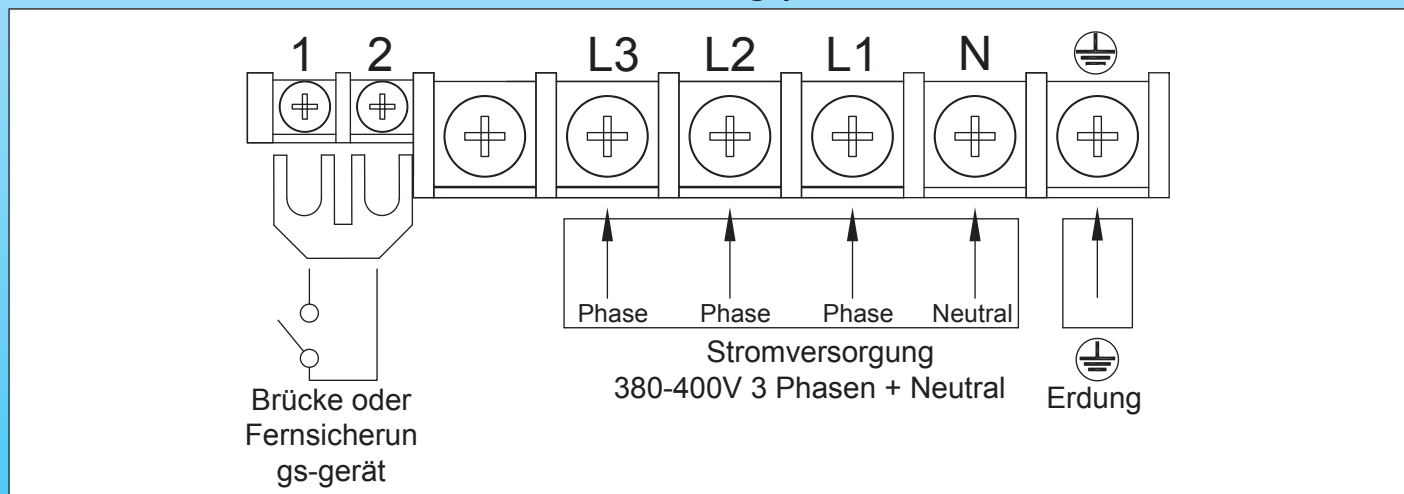 1 2 L3 L2 L1 N
Phase Phase Phase Neutral
Stromversorgung
380-400V 3 Phasen + Neutral
Erdung
Brücke oder
Fernsicherun
gs-gerät